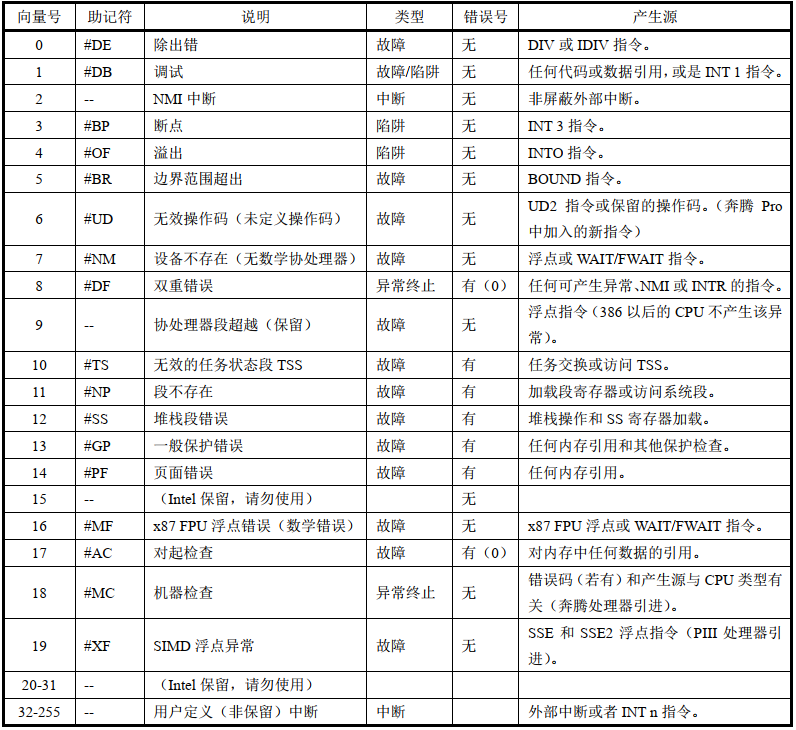 向量号 助记符 说明 类型 错误号 产生源
0 #DE 除出错 故障 无 DIV 或 IDIV 指令。
1 #DB 调试 故障/陷阱 无 任何代码或数据引用，或是 INT 1 指令。
2 -- NMI 中断 中断 无 非屏蔽外部中断。
3 #BP 断点 陷阱 无 INT 3 指令。
4 #OF 溢出 陷阱 无 INTO 指令。
5 #BR 边界范围超出 故障 无 BOUND 指令。
6 #UD 无效操作码（未定义操作码） 故障 无 UD2 指令或保留的操作码。（奔腾 Pro
中加入的新指令）
7 #NM 设备不存在（无数学协处理器） 故障 无 浮点或 WAIT/FWAIT 指令。
8 #DF 双重错误 异常终止 有（0） 任何可产生异常、NMI 或 INTR 的指令。
9 -- 协处理器段超越（保留） 故障 无 浮点指令（386 以后的 CPU 不产生该异
常）。
10 #TS 无效的任务状态段 TSS 故障 有 任务交换或访问 TSS。
11 #NP 段不存在 故障 有 加载段寄存器或访问系统段。
12 #SS 堆栈段错误 故障 有 堆栈操作和 SS 寄存器加载。
13 #GP 一般保护错误 故障 有 任何内存引用和其他保护检查。
14 #PF 页面错误 故障 有 任何内存引用。
15 -- （Intel 保留，请勿使用） 无
16 #MF x87 FPU 浮点错误（数学错误） 故障 无 x87 FPU 浮点或 WAIT/FWAIT 指令。
17 #AC 对起检查 故障 有（0） 对内存中任何数据的引用。
18 #MC 机器检查 异常终止 无 错误码（若有）和产生源与 CPU 类型有
关（奔腾处理器引进）。
19 #XF SIMD 浮点异常 故障 无 SSE 和 SSE2 浮点指令（PIII 处理器引
进）。
20-31 -- （Intel 保留，请勿使用）
32-255 -- 用户定义（非保留）中断 中断 外部中断或者 INT n 指令。